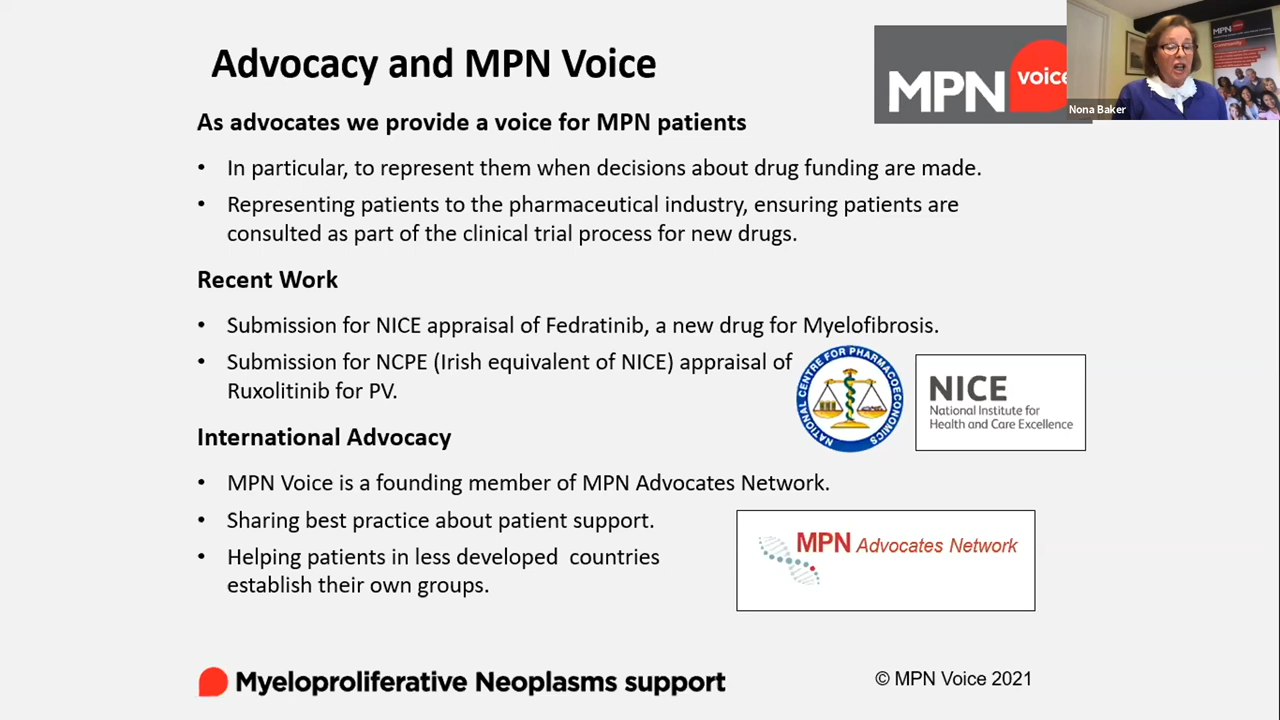 Advocacy and MPN Voice
MPN voice
MPN
Community
Nona Baker
As advocates we provide a voice for MPN patients
• In particular, to represent them when decisions about drug funding are made.
• Representing patients to the pharmaceutical industry, ensuring patients are
consulted as part of the clinical trial process for new drugs.
Recent Work
• Submission for NICE appraisal of Fedratinib, a new drug for Myelofibrosis.
• Submission for NCPE (Irish equivalent of NICE) appraisal of
Ruxolitinib for PV.
NATIONAL CENTRE FOR PHARMACOECONOMICS
NICE
National Institute for
Health and Care Excellence
International Advocacy
• MPN Voice is a founding member of MPN Advocates Network.
• Sharing best practice about patient support.
• Helping patients in less developed  countries
establish their own groups.
MPN Advocates Network
Myeloproliferative Neoplasms support
© MPN Voice 2021